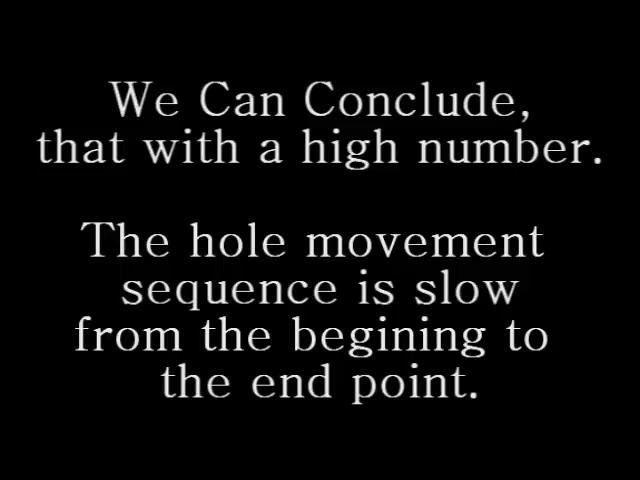 We Can Conclude,
that with a high number.
The hole movement
sequence is slow
from the begining to
the end point.